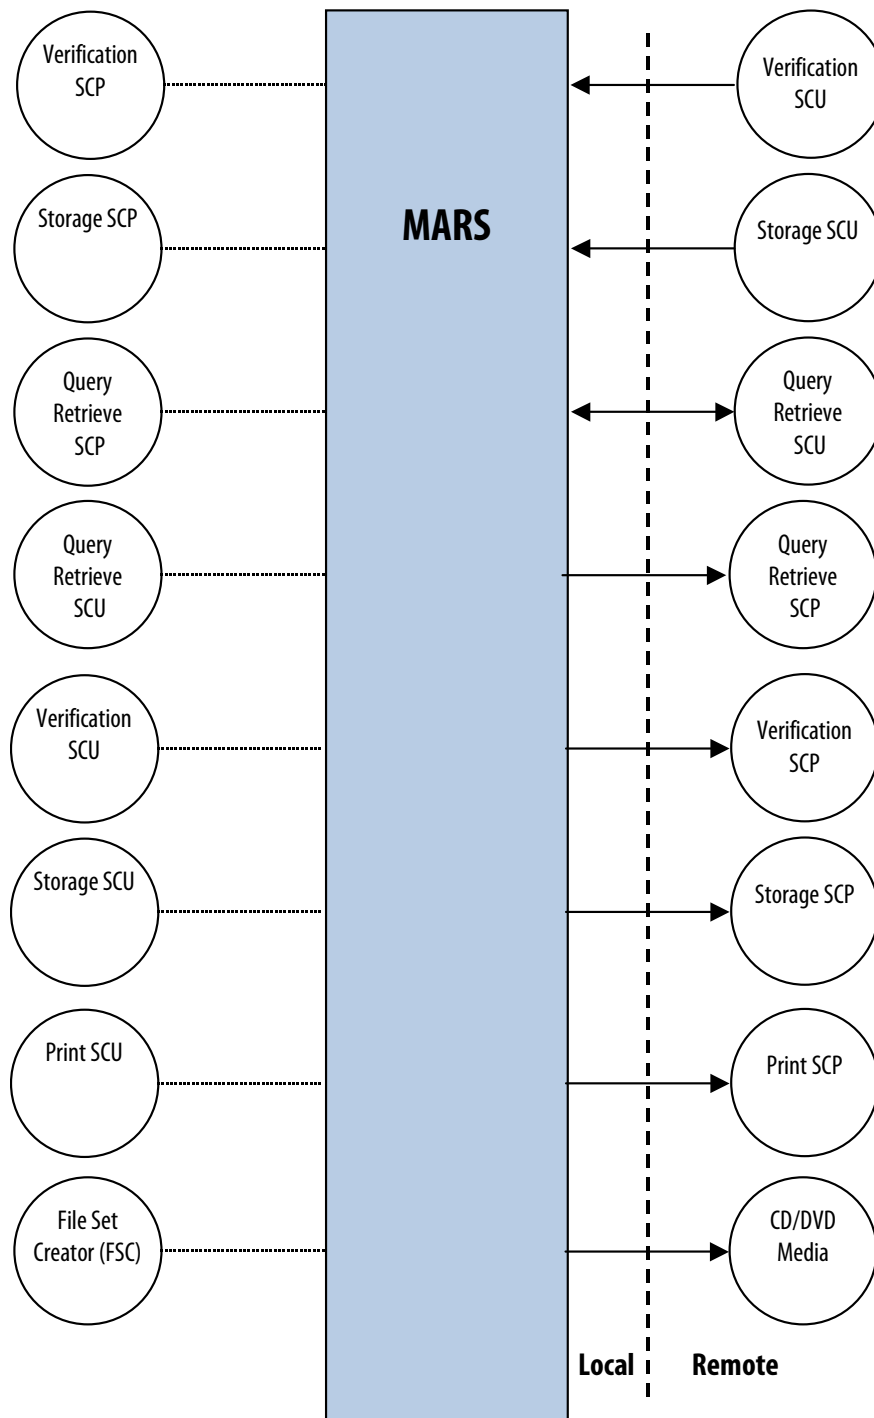 Verification
SCP
Verification
SCU
Storage SCP
MARS
Storage SCU
Query
Retrieve
SCP
Query
Retrieve
SCU
Query
Retrieve
SCU
Query
Retrieve
SCP
Verification
SCU
Verification
SCP
Storage SCU
Storage SCP
Print SCU
Print SCP
File Set
Creator (FSC)
CD/DVD
Media
Local
Remote